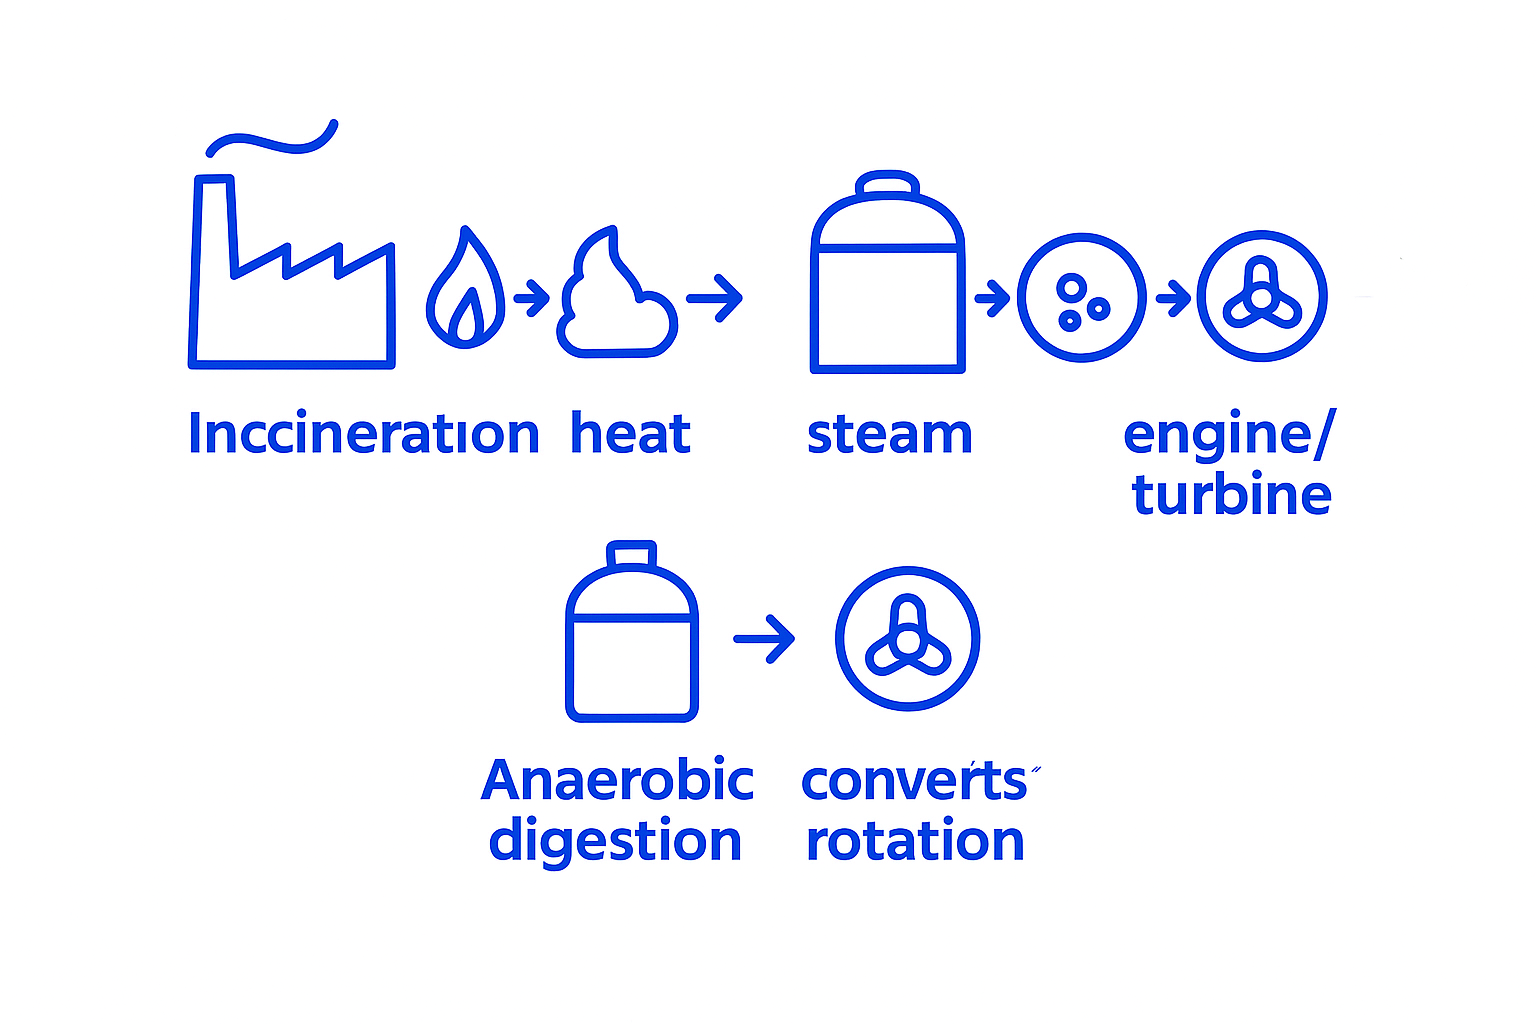 Inccineratıon heat steam engine/
turbine
Anaerobic converts″
digestion rotation